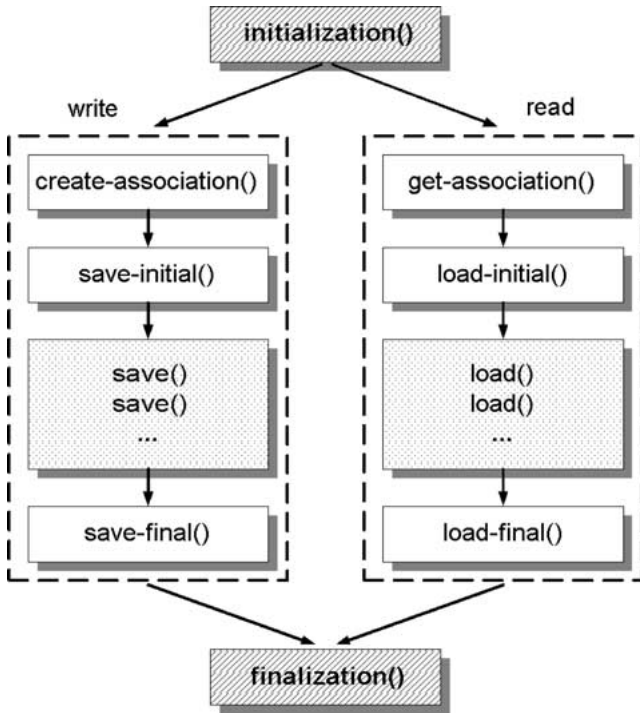 initialization()
write
read
create-association()
get-association()
save-initial()
load-initial()
save()
save()
...
load()
load()
...
save-final()
load-final()
finalization()